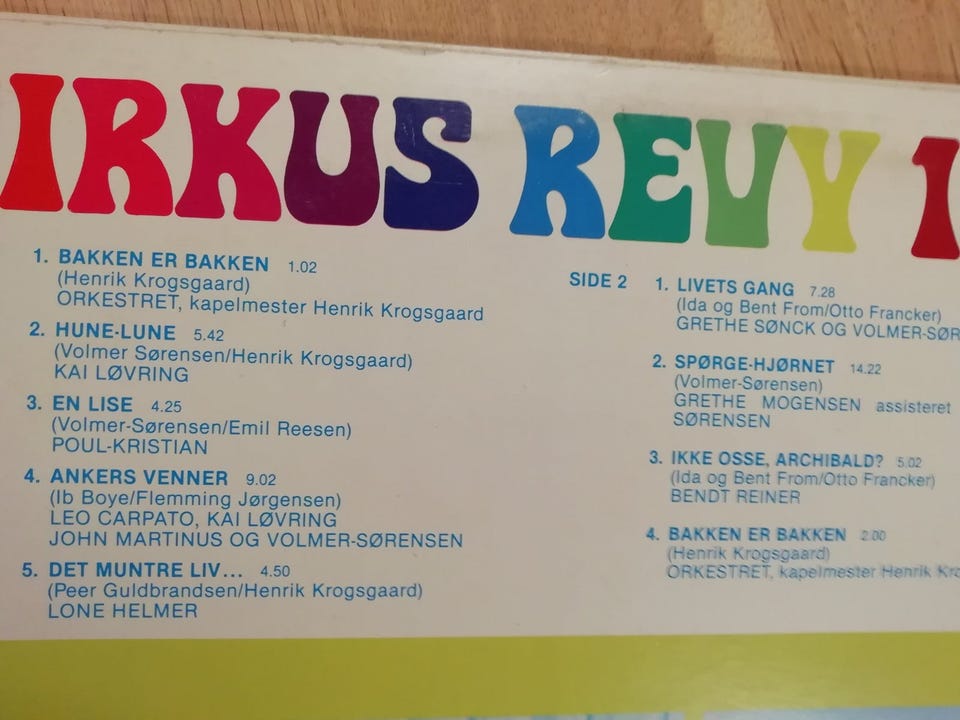 IRKUS REVY 1
1. BAKKEN ER BAKKEN 1.02
(Henrik Krogsgaard)
ORKESTRET, kapelmester Henrik Krogsgaard
2. HUNE-LUNE 5.42
(Volmer Sørensen/Henrik Krogsgaard)
KAI LØVRING
3. EN LISE 4.25
(Volmer-Sørensen/Emil Reesen)
POUL-KRISTIAN
4. ANKERS VENNER 9.02
(Ib Boye/Flemming Jørgensen)
LEO CARPATO, KAI LØVRING
JOHN MARTINUS OG VOLMER-SØRENSEN
5. DET MUNTRE LIV... 4.50
(Peer Guldbrandsen/Henrik Krogsgaard)
LONE HELMER
SIDE 2 1. LIVETS GANG 7.28
(Ida og Bent From/Otto Francker)
GRETHE SØNCK OG VOLMER-SØR
2. SPØRGE-HJØRNET 14.22
(Volmer-Sørensen)
GRETHE MOGENSEN assisteret
SØRENSEN
3. IKKE OSSE, ARCHIBALD? 5.02
(Ida og Bent From/Otto Francker)
BENDT REINER
4. BAKKEN ER BAKKEN 2.00
(Henrik Krogsgaard)
ORKESTRET, kapelmester Henrik Kro